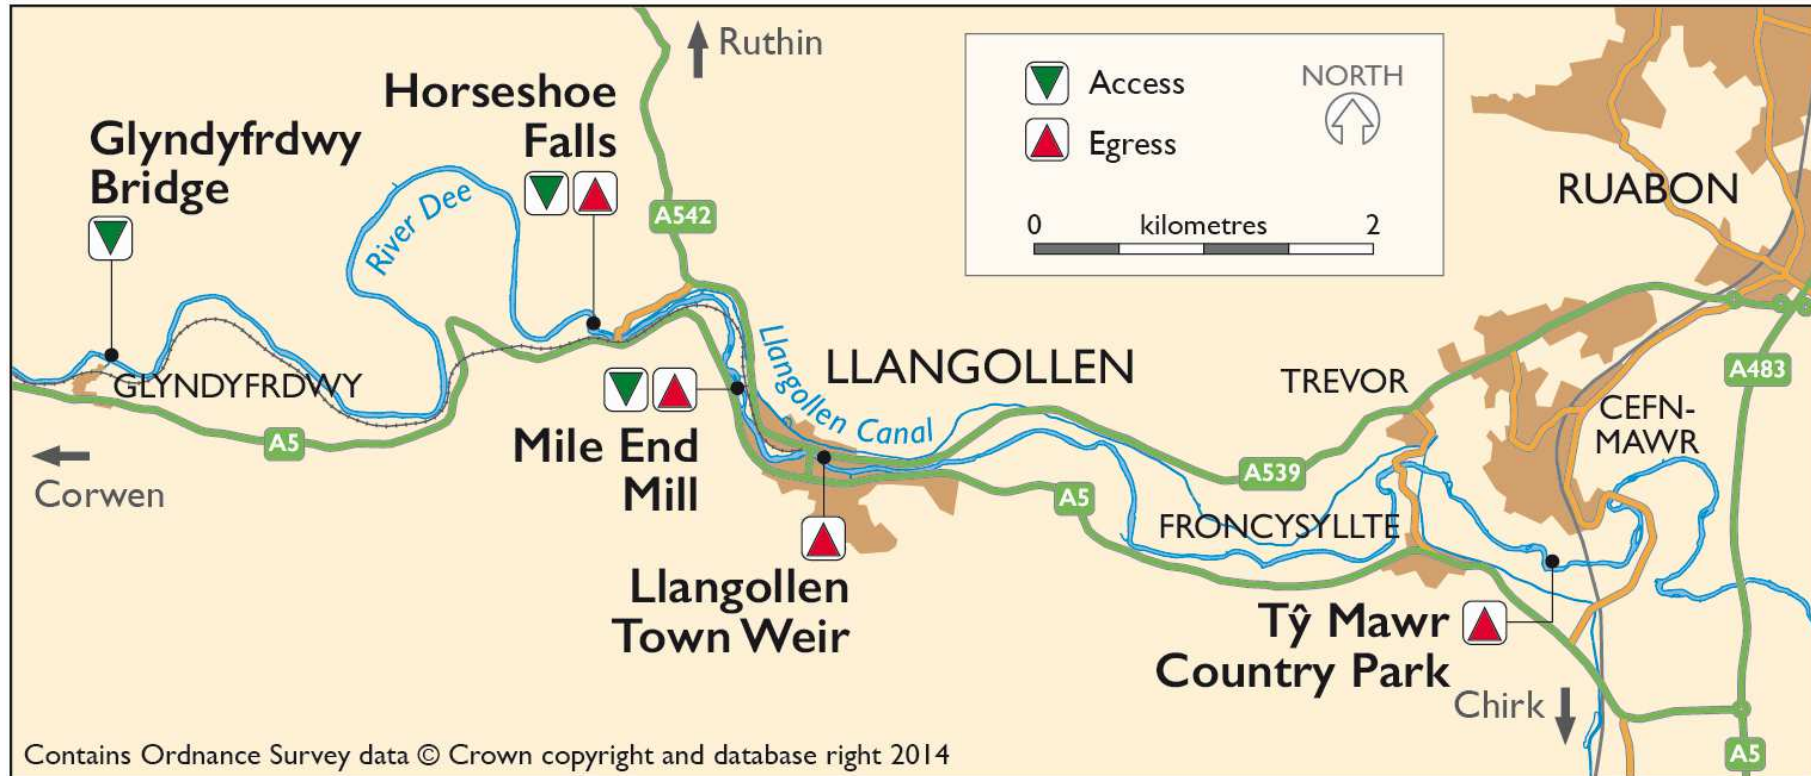 Ruthin
Horseshoe
Falls
Glyndyfrdwy
Bridge
River Dee
A542
Access
Egress
NORTH
0 kilometres 2
RUABON
GLYNDYFRDWY
A5
Corwen
Mile End
Mill
Llangollen Canal
LLANGOLLEN
Llangollen
Town Weir
TREVOR
A539
A5
FRONCYSYLLTE
CEFN-
MAWR
A483
Tŷ Mawr
Country Park
Chirk
A5
Contains Ordnance Survey data © Crown copyright and database right 2014